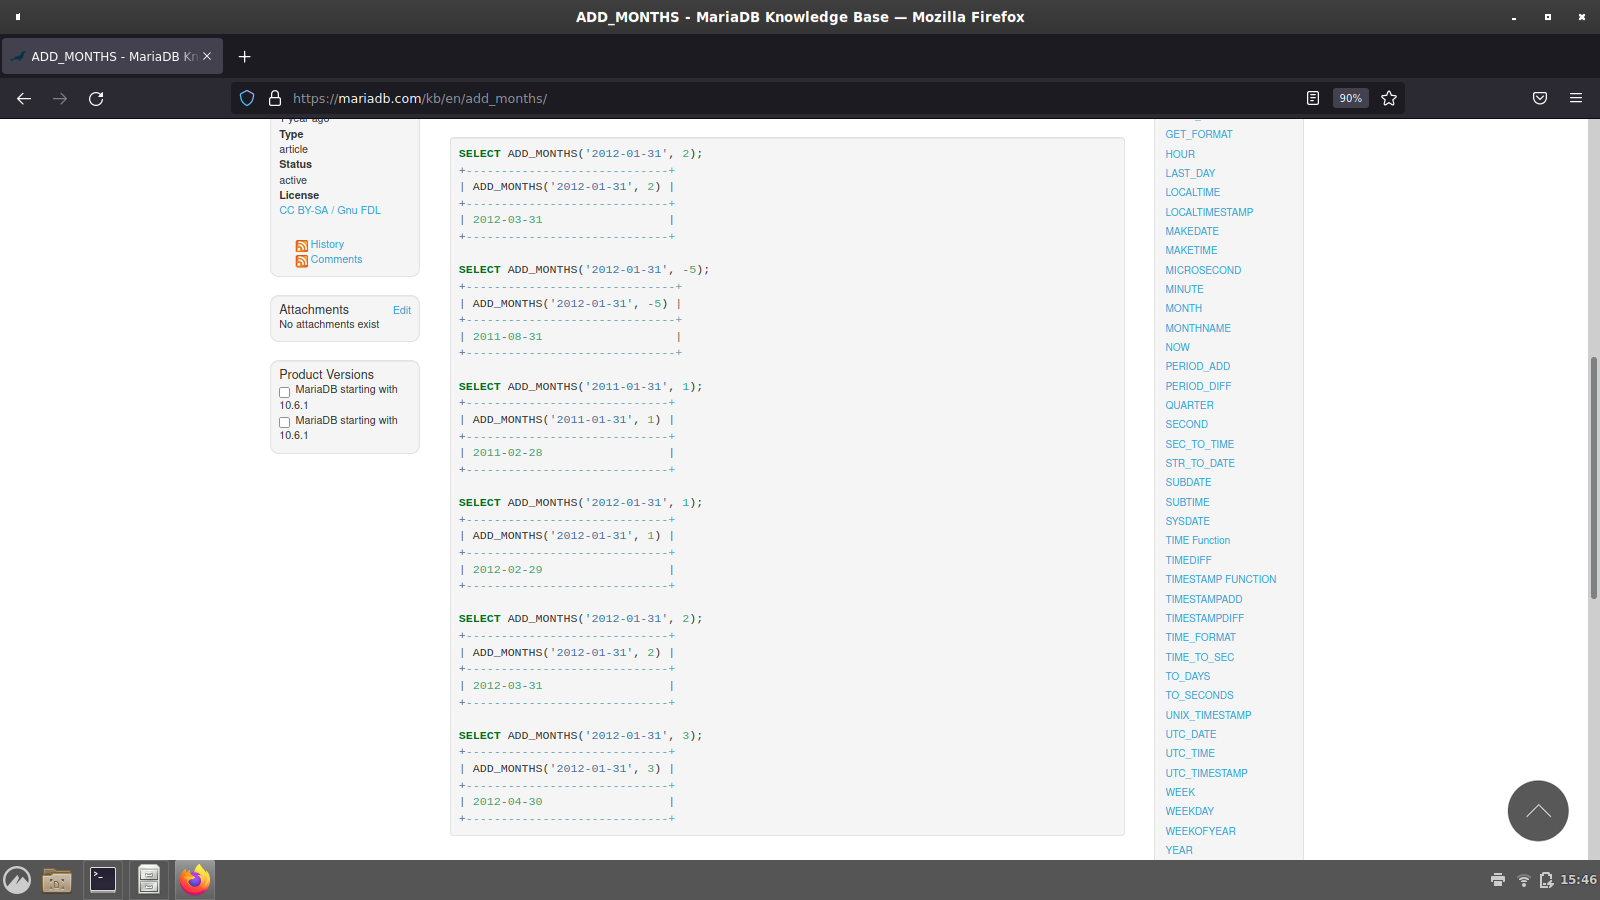 ADD_MONTHS - MariaDB Knowledge Base — Mozilla Firefox
ADD_MONTHS - MariaDB Kn
https://mariadb.com/kb/en/add_months/
90%
1 year ago
Type
article
Status
active
License
CC BY-SA / Gnu FDL
History
Comments
Attachments Edit
No attachments exist
Product Versions
MariaDB starting with
10.6.1
MariaDB starting with
10.6.1
SELECT ADD_MONTHS('2012-01-31', 2);
+-----------------------------+
| ADD_MONTHS('2012-01-31', 2) |
+-----------------------------+
| 2012-03-31                  |
+-----------------------------+
SELECT ADD_MONTHS('2012-01-31', -5);
+------------------------------+
| ADD_MONTHS('2012-01-31', -5) |
+------------------------------+
| 2011-08-31                   |
+------------------------------+
SELECT ADD_MONTHS('2011-01-31', 1);
+-----------------------------+
| ADD_MONTHS('2011-01-31', 1) |
+-----------------------------+
| 2011-02-28                  |
+-----------------------------+
SELECT ADD_MONTHS('2012-01-31', 1);
+-----------------------------+
| ADD_MONTHS('2012-01-31', 1) |
+-----------------------------+
| 2012-02-29                  |
+-----------------------------+
SELECT ADD_MONTHS('2012-01-31', 2);
+-----------------------------+
| ADD_MONTHS('2012-01-31', 2) |
+-----------------------------+
| 2012-03-31                  |
+-----------------------------+
SELECT ADD_MONTHS('2012-01-31', 3);
+-----------------------------+
| ADD_MONTHS('2012-01-31', 3) |
+-----------------------------+
| 2012-04-30                  |
+-----------------------------+
GET_FORMAT
HOUR
LAST_DAY
LOCALTIME
LOCALTIMESTAMP
MAKEDATE
MAKETIME
MICROSECOND
MINUTE
MONTH
MONTHNAME
NOW
PERIOD_ADD
PERIOD_DIFF
QUARTER
SECOND
SEC_TO_TIME
STR_TO_DATE
SUBDATE
SUBTIME
SYSDATE
TIME Function
TIMEDIFF
TIMESTAMP FUNCTION
TIMESTAMPADD
TIMESTAMPDIFF
TIME_FORMAT
TIME_TO_SEC
TO_DAYS
TO_SECONDS
UNIX_TIMESTAMP
UTC_DATE
UTC_TIME
UTC_TIMESTAMP
WEEK
WEEKDAY
WEEKOFYEAR
YEAR
15:46